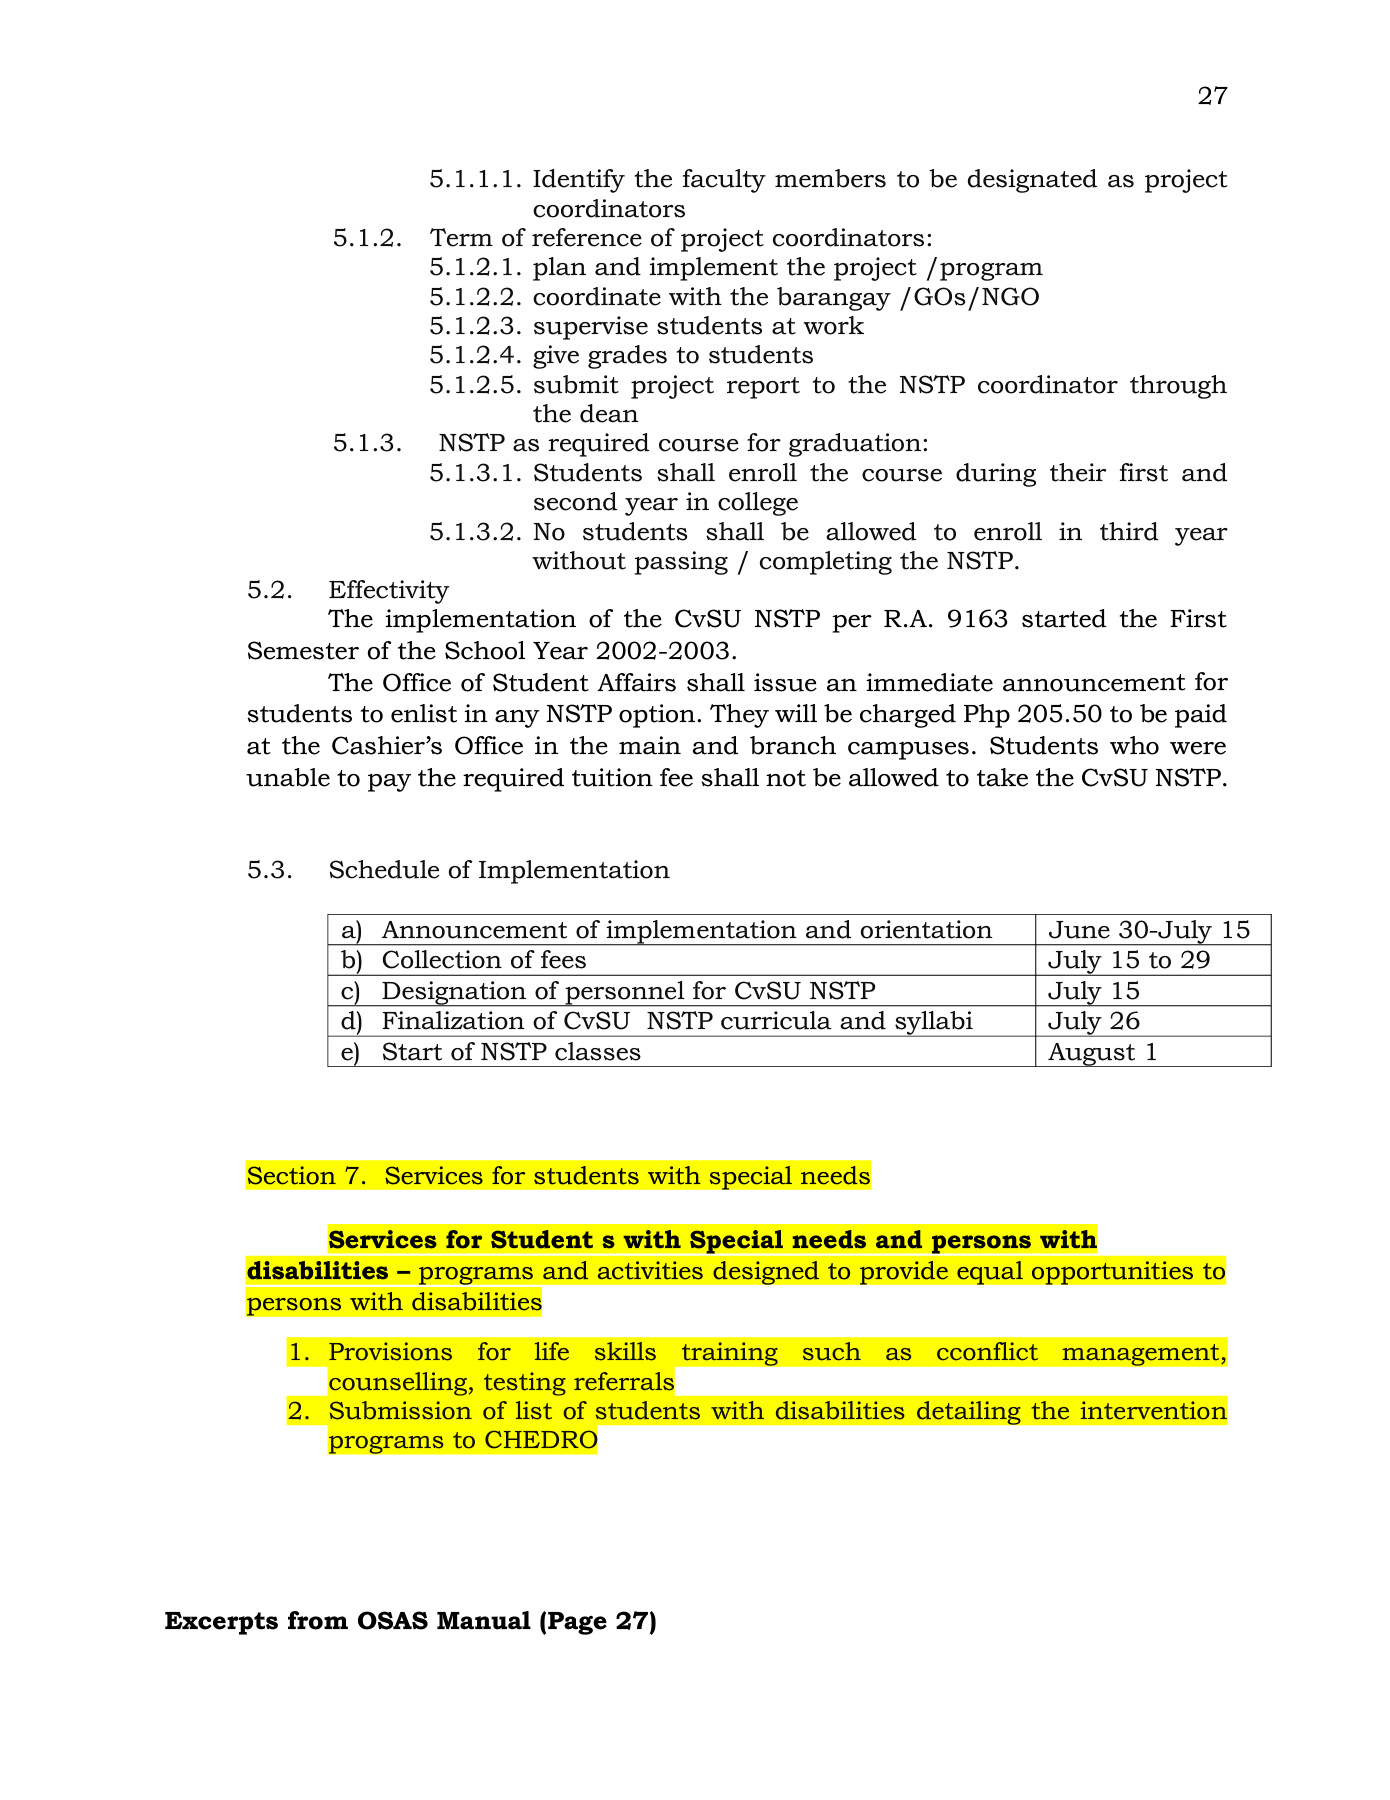 27
5.1.1.1. Identify the faculty members to be designated as project
coordinators
5.1.2. Term of reference of project coordinators:
5.1.2.1. plan and implement the project /program
5.1.2.2. coordinate with the barangay /GOs/NGO
5.1.2.3. supervise students at work
5.1.2.4. give grades to students
5.1.2.5. submit project report to the NSTP coordinator through
the dean
5.1.3. NSTP as required course for graduation:
5.1.3.1. Students shall enroll the course during their first and
second year in college
5.1.3.2. No students shall be allowed to enroll in third year
without passing / completing the NSTP.
5.2. Effectivity
The implementation of the CvSU NSTP per R.A. 9163 started the First
Semester of the School Year 2002-2003.
The Office of Student Affairs shall issue an immediate announcement for
students to enlist in any NSTP option. They will be charged Php 205.50 to be paid
at the Cashier’s Office in the main and branch campuses. Students who were
unable to pay the required tuition fee shall not be allowed to take the CvSU NSTP.
5.3. Schedule of Implementation
a) Announcement of implementation and orientation June 30-July 15
b) Collection of fees July 15 to 29
c) Designation of personnel for CvSU NSTP July 15
d) Finalization of CvSU NSTP curricula and syllabi July 26
e) Start of NSTP classes August 1
Section 7. Services for students with special needs
Services for Student s with Special needs and persons with
disabilities – programs and activities designed to provide equal opportunities to
persons with disabilities
1. Provisions for life skills training such as cconflict management,
counselling, testing referrals
2. Submission of list of students with disabilities detailing the intervention
programs to CHEDRO
Excerpts from OSAS Manual (Page 27)